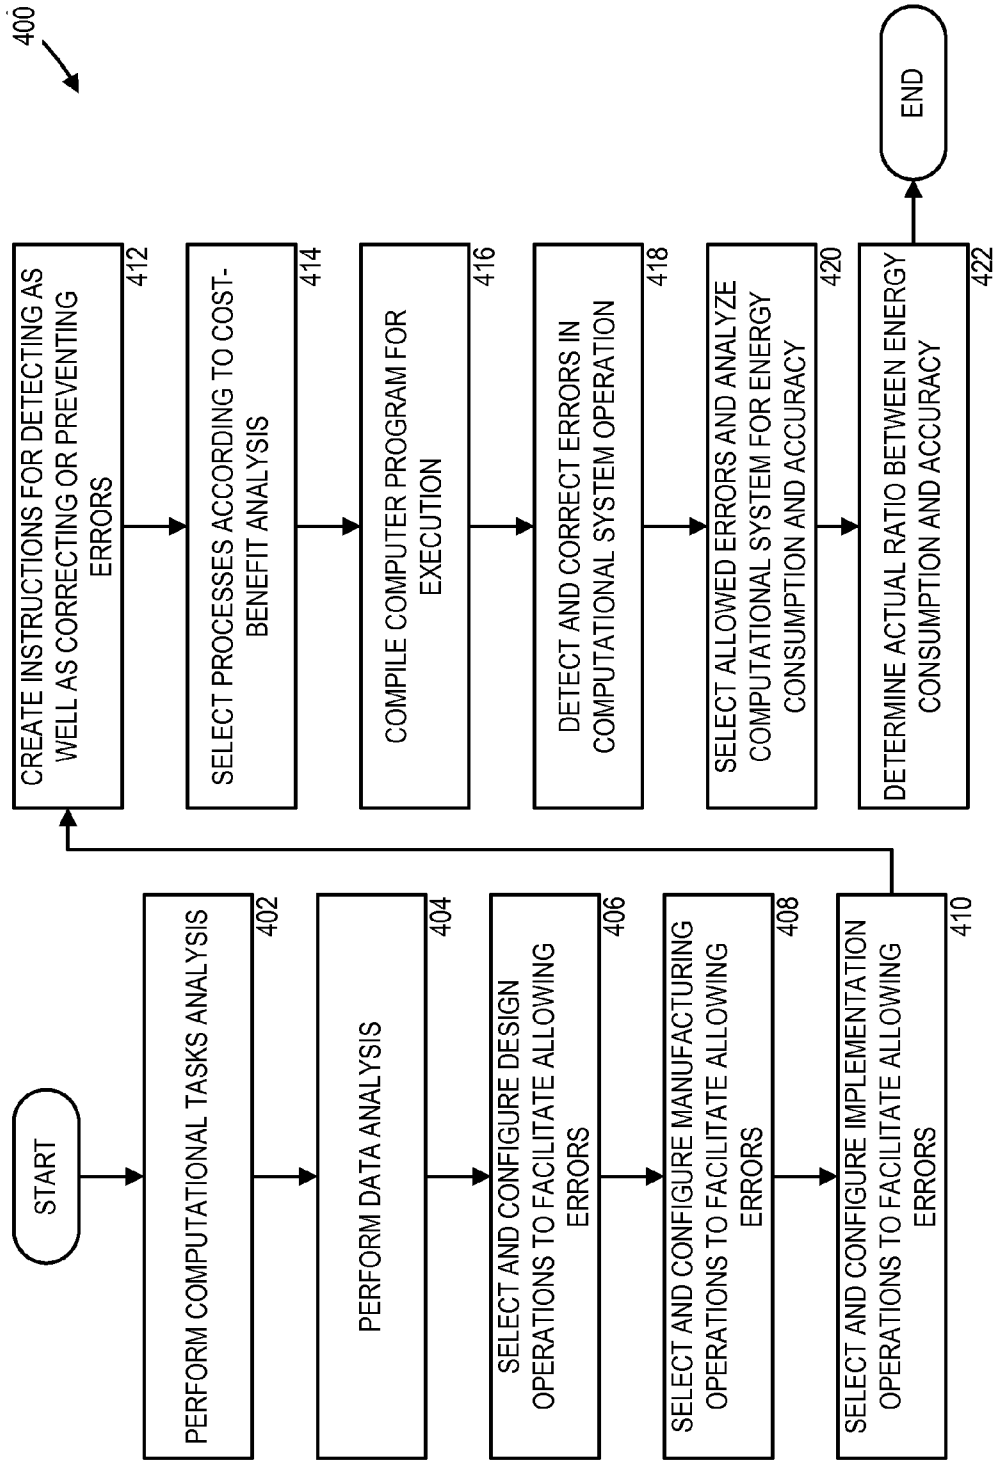 400
START
PERFORM COMPUTATIONAL TASKS ANALYSIS
402
PERFORM DATA ANALYSIS
404
SELECT AND CONFIGURE DESIGN
OPERATIONS TO FACILITATE ALLOWING
ERRORS
406
SELECT AND CONFIGURE MANUFACTURING
OPERATIONS TO FACILITATE ALLOWING
ERRORS
408
SELECT AND CONFIGURE IMPLEMENTATION
OPERATIONS TO FACILITATE ALLOWING
ERRORS
410
CREATE INSTRUCTIONS FOR DETECTING AS
WELL AS CORRECTING OR PREVENTING
ERRORS
412
SELECT PROCESSES ACCORDING TO COST-
BENEFIT ANALYSIS
414
COMPILE COMPUTER PROGRAM FOR
EXECUTION
416
DETECT AND CORRECT ERRORS IN
COMPUTATIONAL SYSTEM OPERATION
418
SELECT ALLOWED ERRORS AND ANALYZE
COMPUTATIONAL SYSTEM FOR ENERGY
CONSUMPTION AND ACCURACY
420
DETERMINE ACTUAL RATIO BETWEEN ENERGY
CONSUMPTION AND ACCURACY
422
END